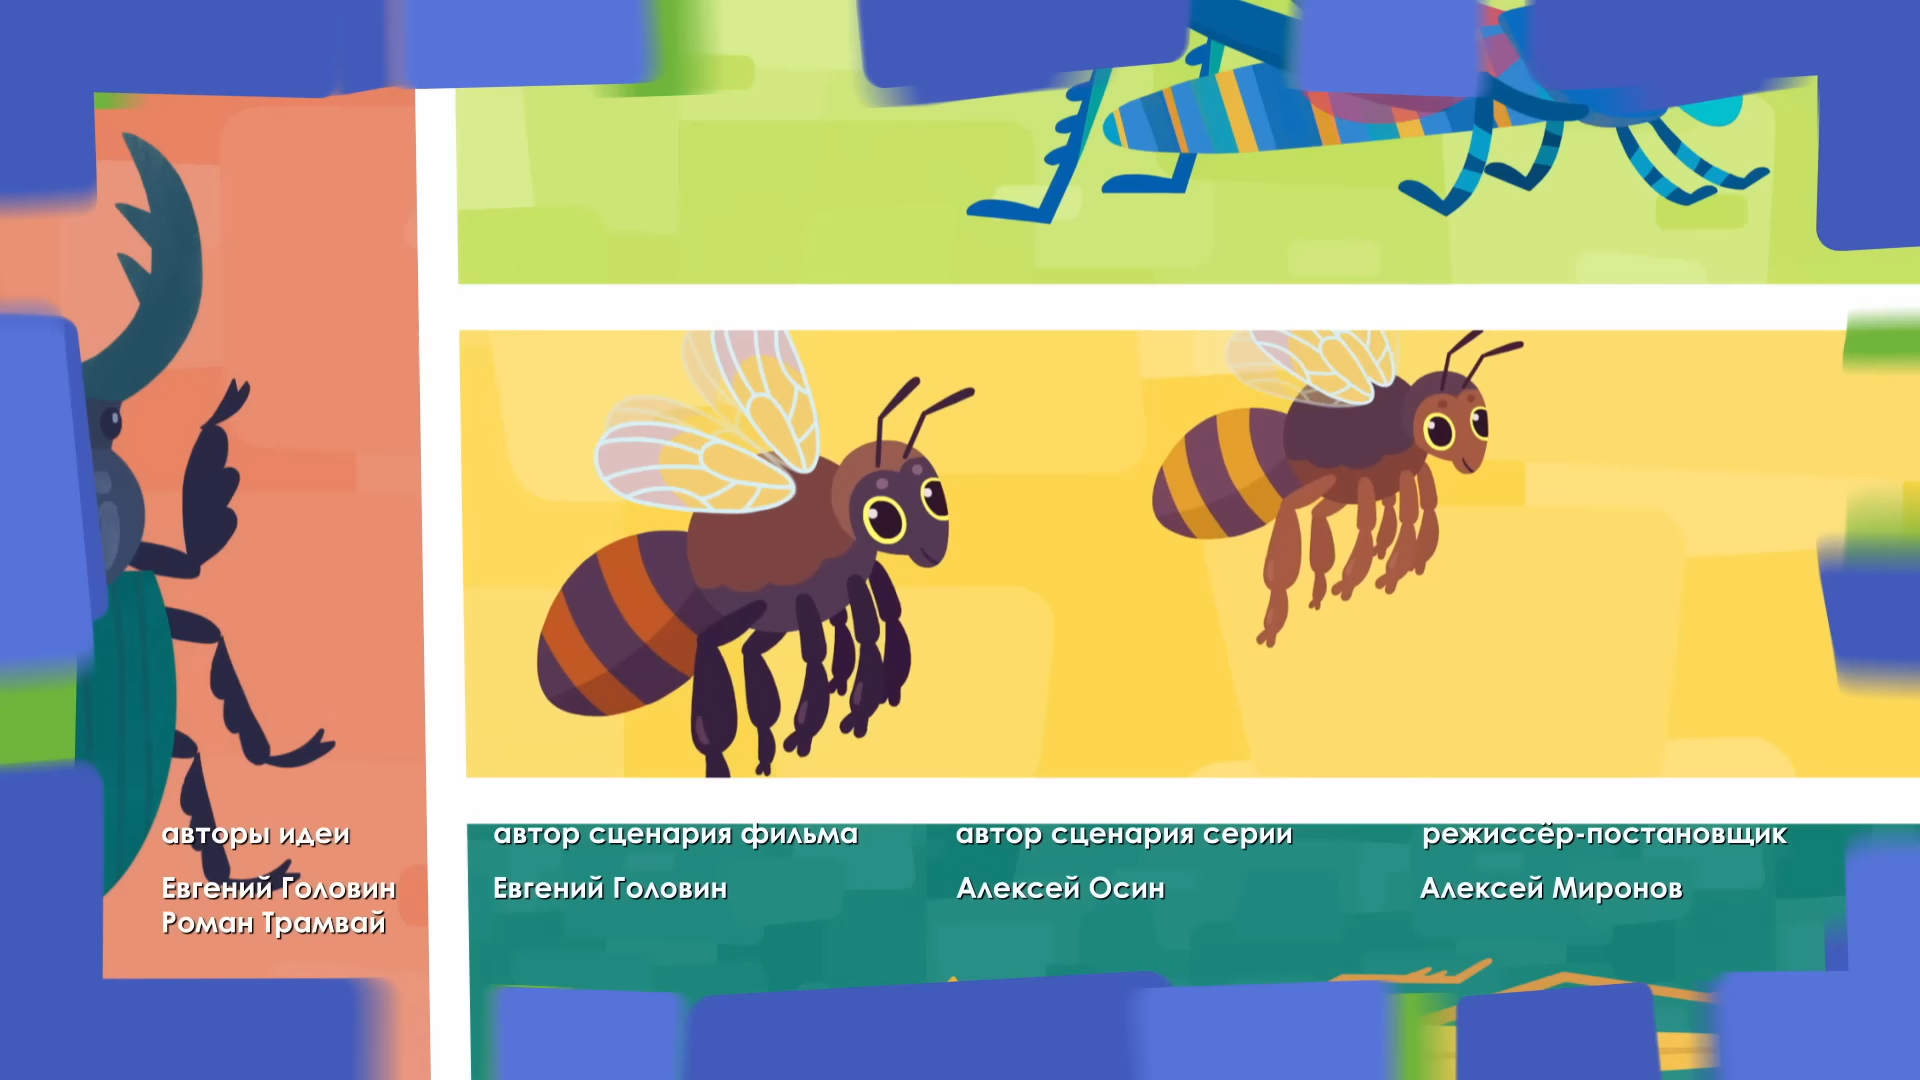 авторы идеи
Евгений Головин
Роман Трамвай
автор сценария фильма
Евгений Головин
автор сценария серии
Алексей Осин
режиссёр-постановщик
Алексей Миронов